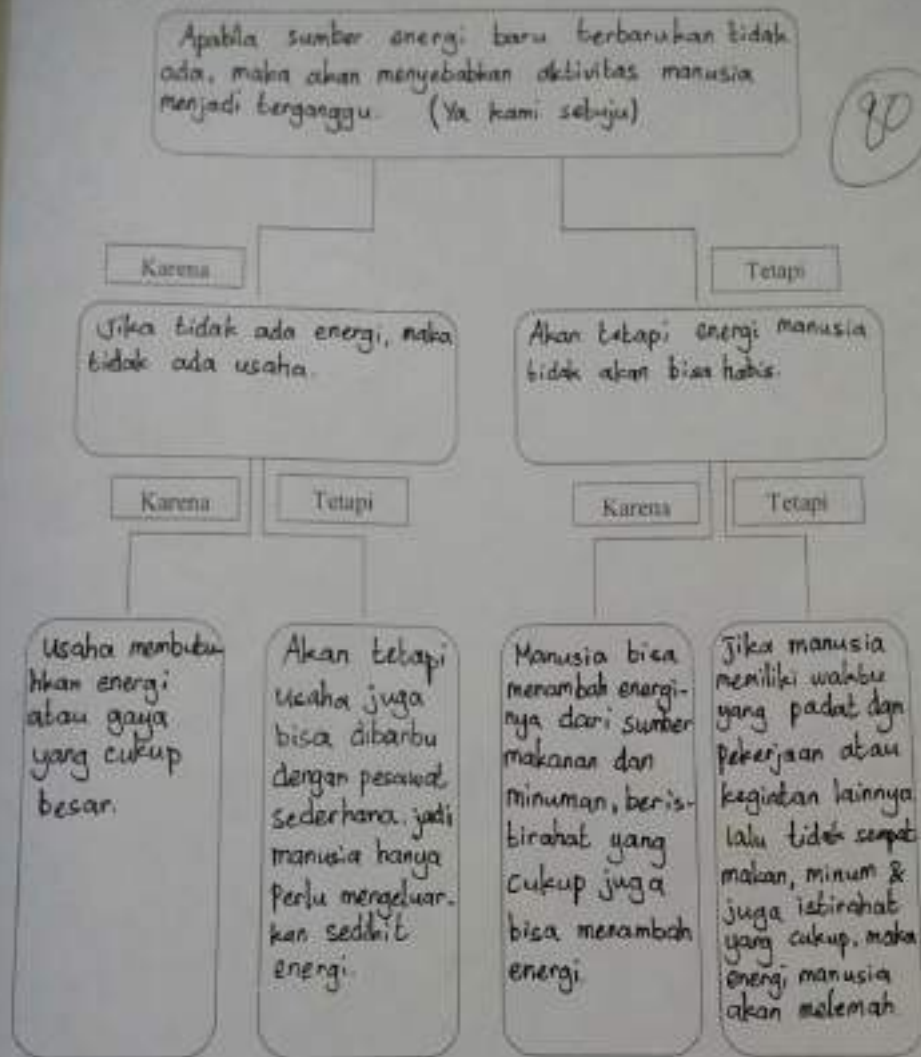 Apabila sumber energi baru terbarukan tidak
ada, maka akan menyebabkan aktivitas manusia
menjadi terganggu. (Ya kami setuju)
Karena
Tetapi
Jika tidak ada energi, maka
tidak ada usaha.
Akan tetapi energi manusia
tidak akan bisa habis.
Karena
Tetapi
Karena
Tetapi
Usaha membutu
hkan energi
atau gaya
yang cukup
besar.
Akan tetapi
usaha juga
bisa dibantu
dengan pesawat
sederhana. jadi
manusia hanya
Perlu mengeluar-
kan sedikit
energi.
Manusia bisa
menambah energi-
nya dari sumber
makanan dan
minuman, beris-
tirahat yang
cukup juga
bisa menambah
energi.
Jika manusia
memiliki waktu
yang padat dgn
Pekerjaan atau
kegiatan lainnya
lalu tidak sempat
makan, minum &
juga istirahat
yang cukup, maka
energi manusia
akan melemah